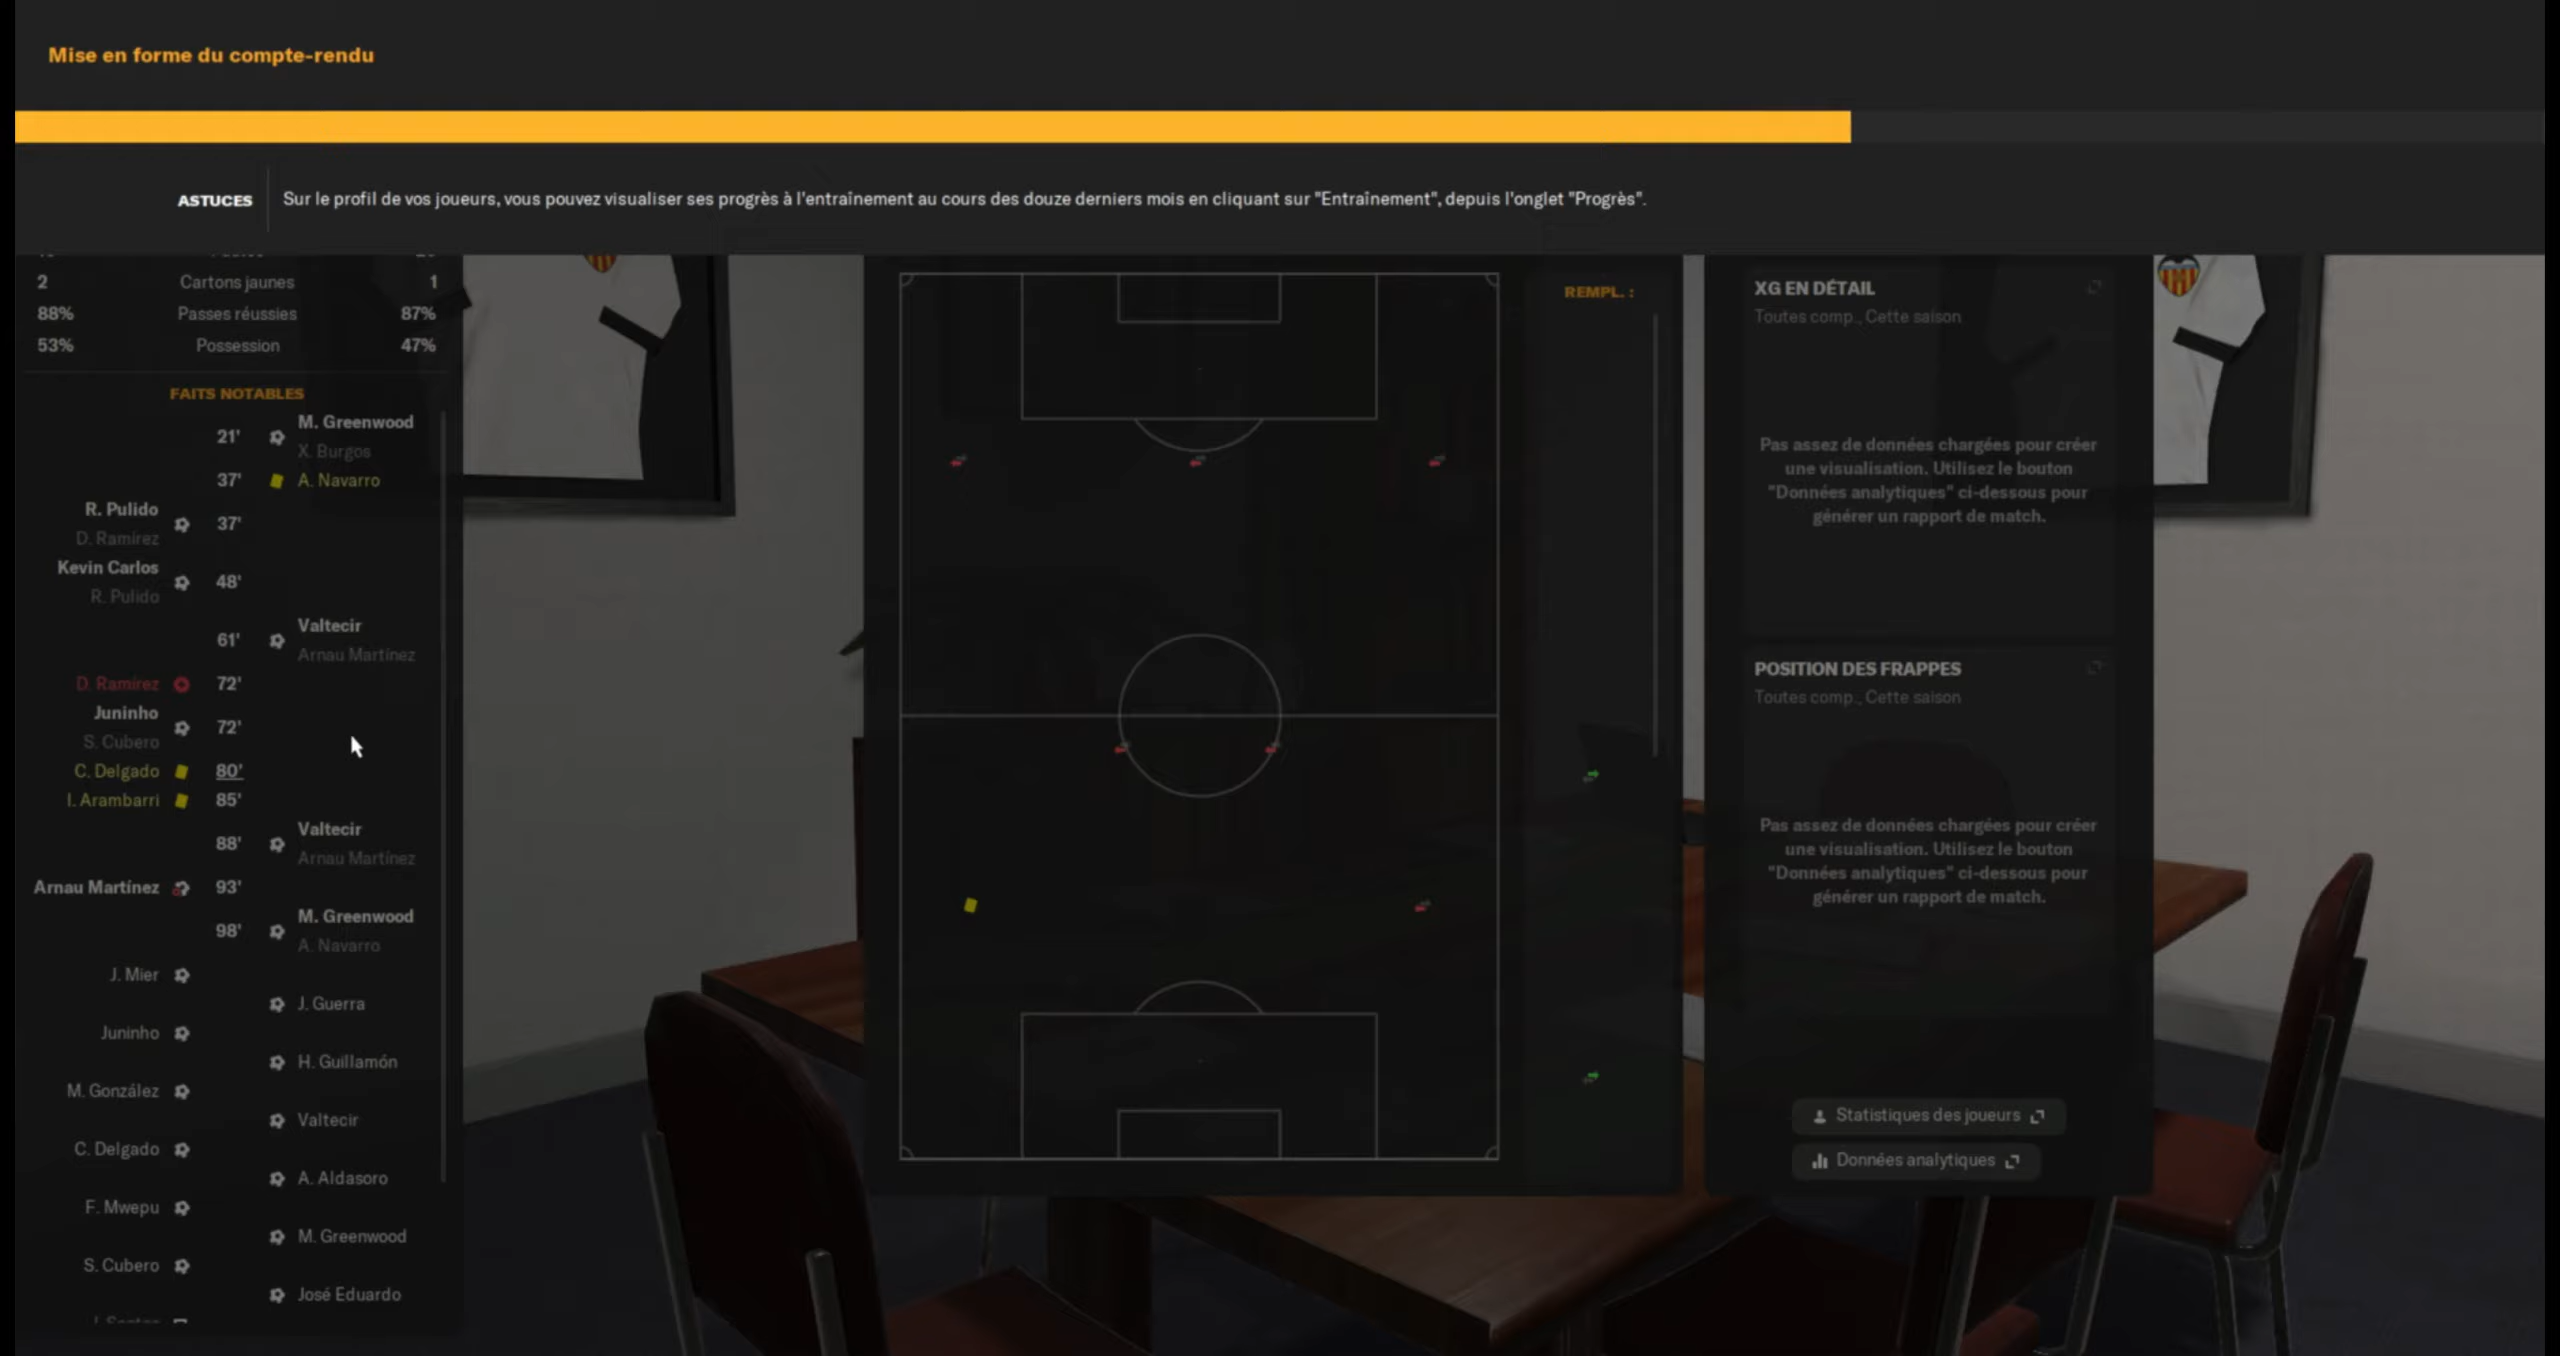 Mise en forme du compte-rendu
ASTUCES
Sur le profil de vos joueurs, vous pouvez visualiser ses progrès à l'entraînement au cours des douze derniers mois en cliquant sur "Entraînement", depuis l'onglet "Progrès".
2 Cartons jaunes 1
88% Passes réussies 87%
53% Possession 47%
FAITS NOTABLES
21' M. Greenwood
X. Burgos
37' A. Navarro
R. Pulido 37'
D. Ramírez
Kevin Carlos 48'
R. Pulido
61' Valtecir
Arnau Martínez
D. Ramírez 72'
Juninho 72'
S. Cubero
C. Delgado 80'
I. Arambarri 85'
88' Valtecir
Arnau Martínez
Arnau Martínez 93'
98' M. Greenwood
A. Navarro
J. Mier
J. Guerra
Juninho
H. Guillamón
M. González
Valtecir
C. Delgado
A. Aldasoro
F. Mwepu
M. Greenwood
S. Cubero
José Eduardo
REMPL. :
XG EN DÉTAIL
Toutes comp., Cette saison
Pas assez de données chargées pour créer
une visualisation. Utilisez le bouton
"Données analytiques" ci-dessous pour
générer un rapport de match.
POSITION DES FRAPPES
Toutes comp., Cette saison
Pas assez de données chargées pour créer
une visualisation. Utilisez le bouton
"Données analytiques" ci-dessous pour
générer un rapport de match.
Statistiques des joueurs
Données analytiques